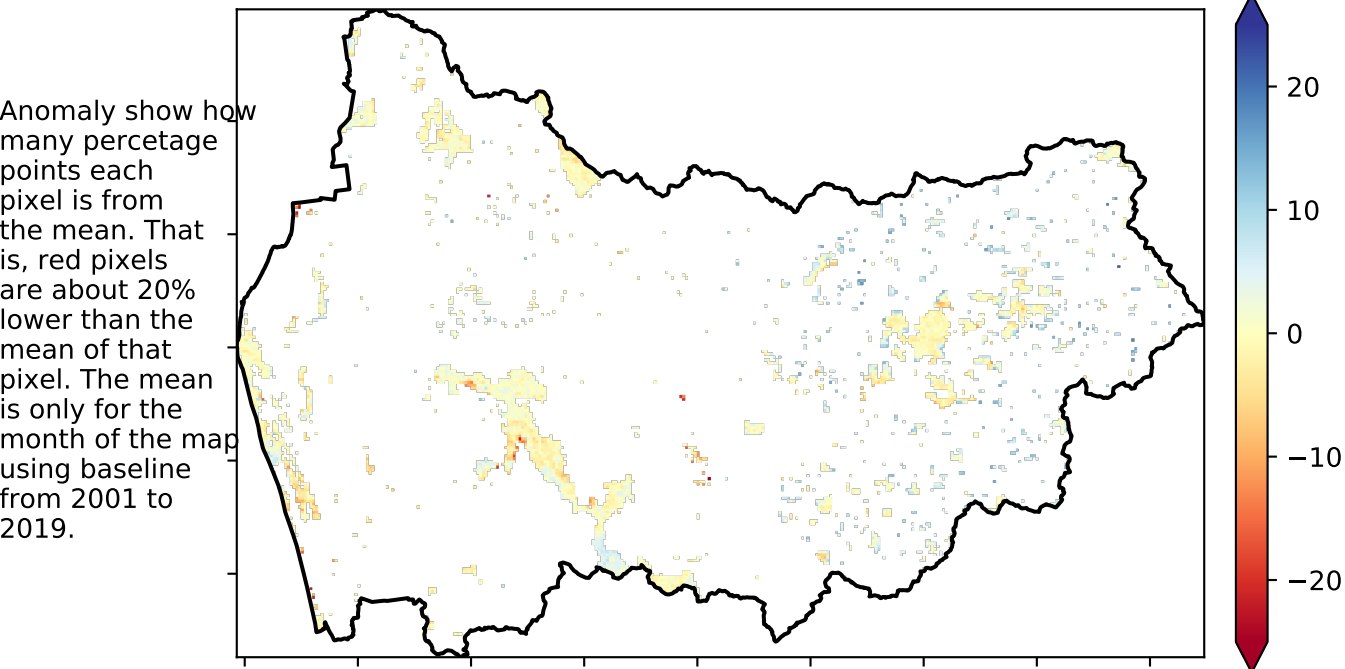 Anomaly show how
many percetage
points each
pixel is from
the mean. That
is, red pixels
are about 20%
lower than the
mean of that
pixel. The mean
is only for the
month of the map
using baseline
from 2001 to
2019.
20
10
0
−10
−20